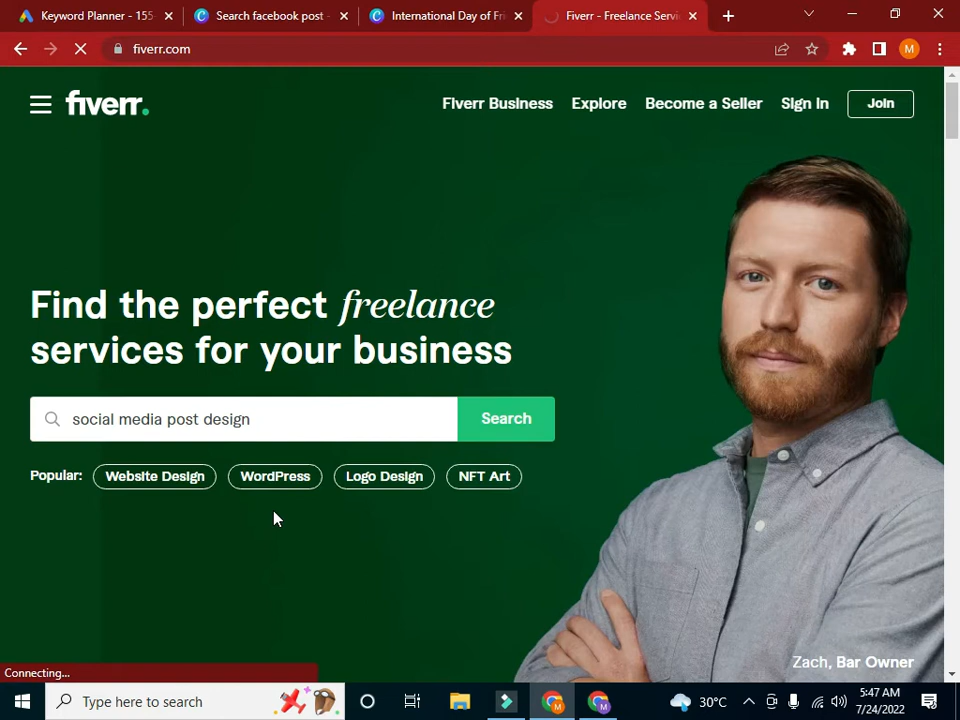 Keyword Planner - 155
Search facebook post -
International Day of Fri
Fiverr - Freelance Servi
M
fiverr.com
fiverr.
Fiverr Business
Explore
Become a Seller
Sign In
Join
Find the perfect freelance
services for your business
social media post design
Search
Popular:
Website Design
WordPress
Logo Design
NFT Art
Zach, Bar Owner
Connecting...
Type here to search
30°C
5:47 AM
7/24/2022